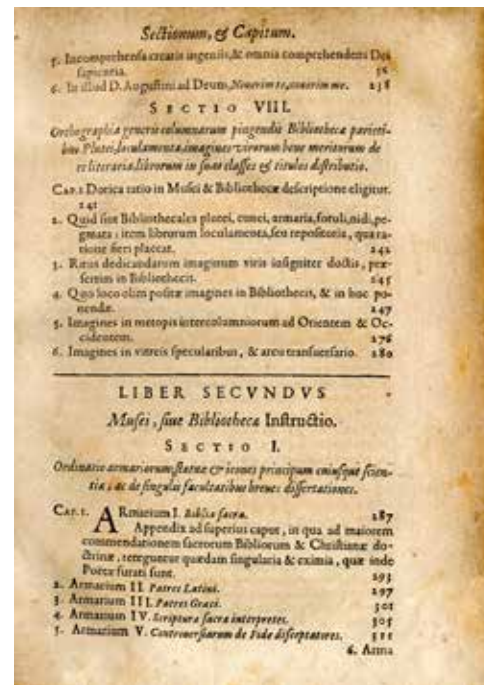 Sectionum, & Capitum.
5. Incomprehensa creatis ingeniis, & omnia comprehendens Dei
sapientia. 56
6. In illud D. Augustini ad Deum, Nouerim te, nouerim me. 238
SECTIO VIII.
Orthographia generis columnarum pingendis Bibliothecæ parieti-
bus Plutei, loculamenta, imagines virorum bene meritorum de
re literaria, librorum in suas classes & titulos distributio.
CAP. 1 Dorica ratio in Musei & Bibliothecæ descriptione eligitur.
241
2. Quid sint Bibliothecales plutei, cunei, armaria, foruli, nidi, pe-
gmata: item librorum loculamenta, seu repositoria, qua ra-
tione fieri placeat. 242
3. Ritus dedicandarum imaginum viris insigniter doctis, præ-
sertim in Bibliothecis. 245
4. Quo loco olim positæ imagines in Bibliothecis, & in hoc po-
nendæ. 247
5. Imagines in metopis intercolumniorum ad Orientem & Oc-
cidentem. 276
6. Imagines in vitreis specularibus, & arcu transuersario. 280
LIBER SECVNDVS
Musei, siue Bibliothecæ Instructio.
SECTIO I.
Ordinatio armariorum, statuæ & icones principum cuiusque scien-
tiæ; ac de singulis facultatibus breues dissertationes.
CAP. 1. ARmarium I. Biblia sacra. 287
Appendix ad superius caput, in qua ad maiorem
commendationem sacrorum Bibliorum & Christianæ do-
ctrinæ, reteguntur quædam singularia & eximia, quæ inde
Poetæ furati sunt. 293
2. Armarium II. Patres Latini. 297
3. Armarium III. Patres Græci. 301
4. Armarium IV. Scripturæ sacræ interpretes. 305
5. Armarium V. Controuersiarum de Fide disceptatores. 311
6. Arma